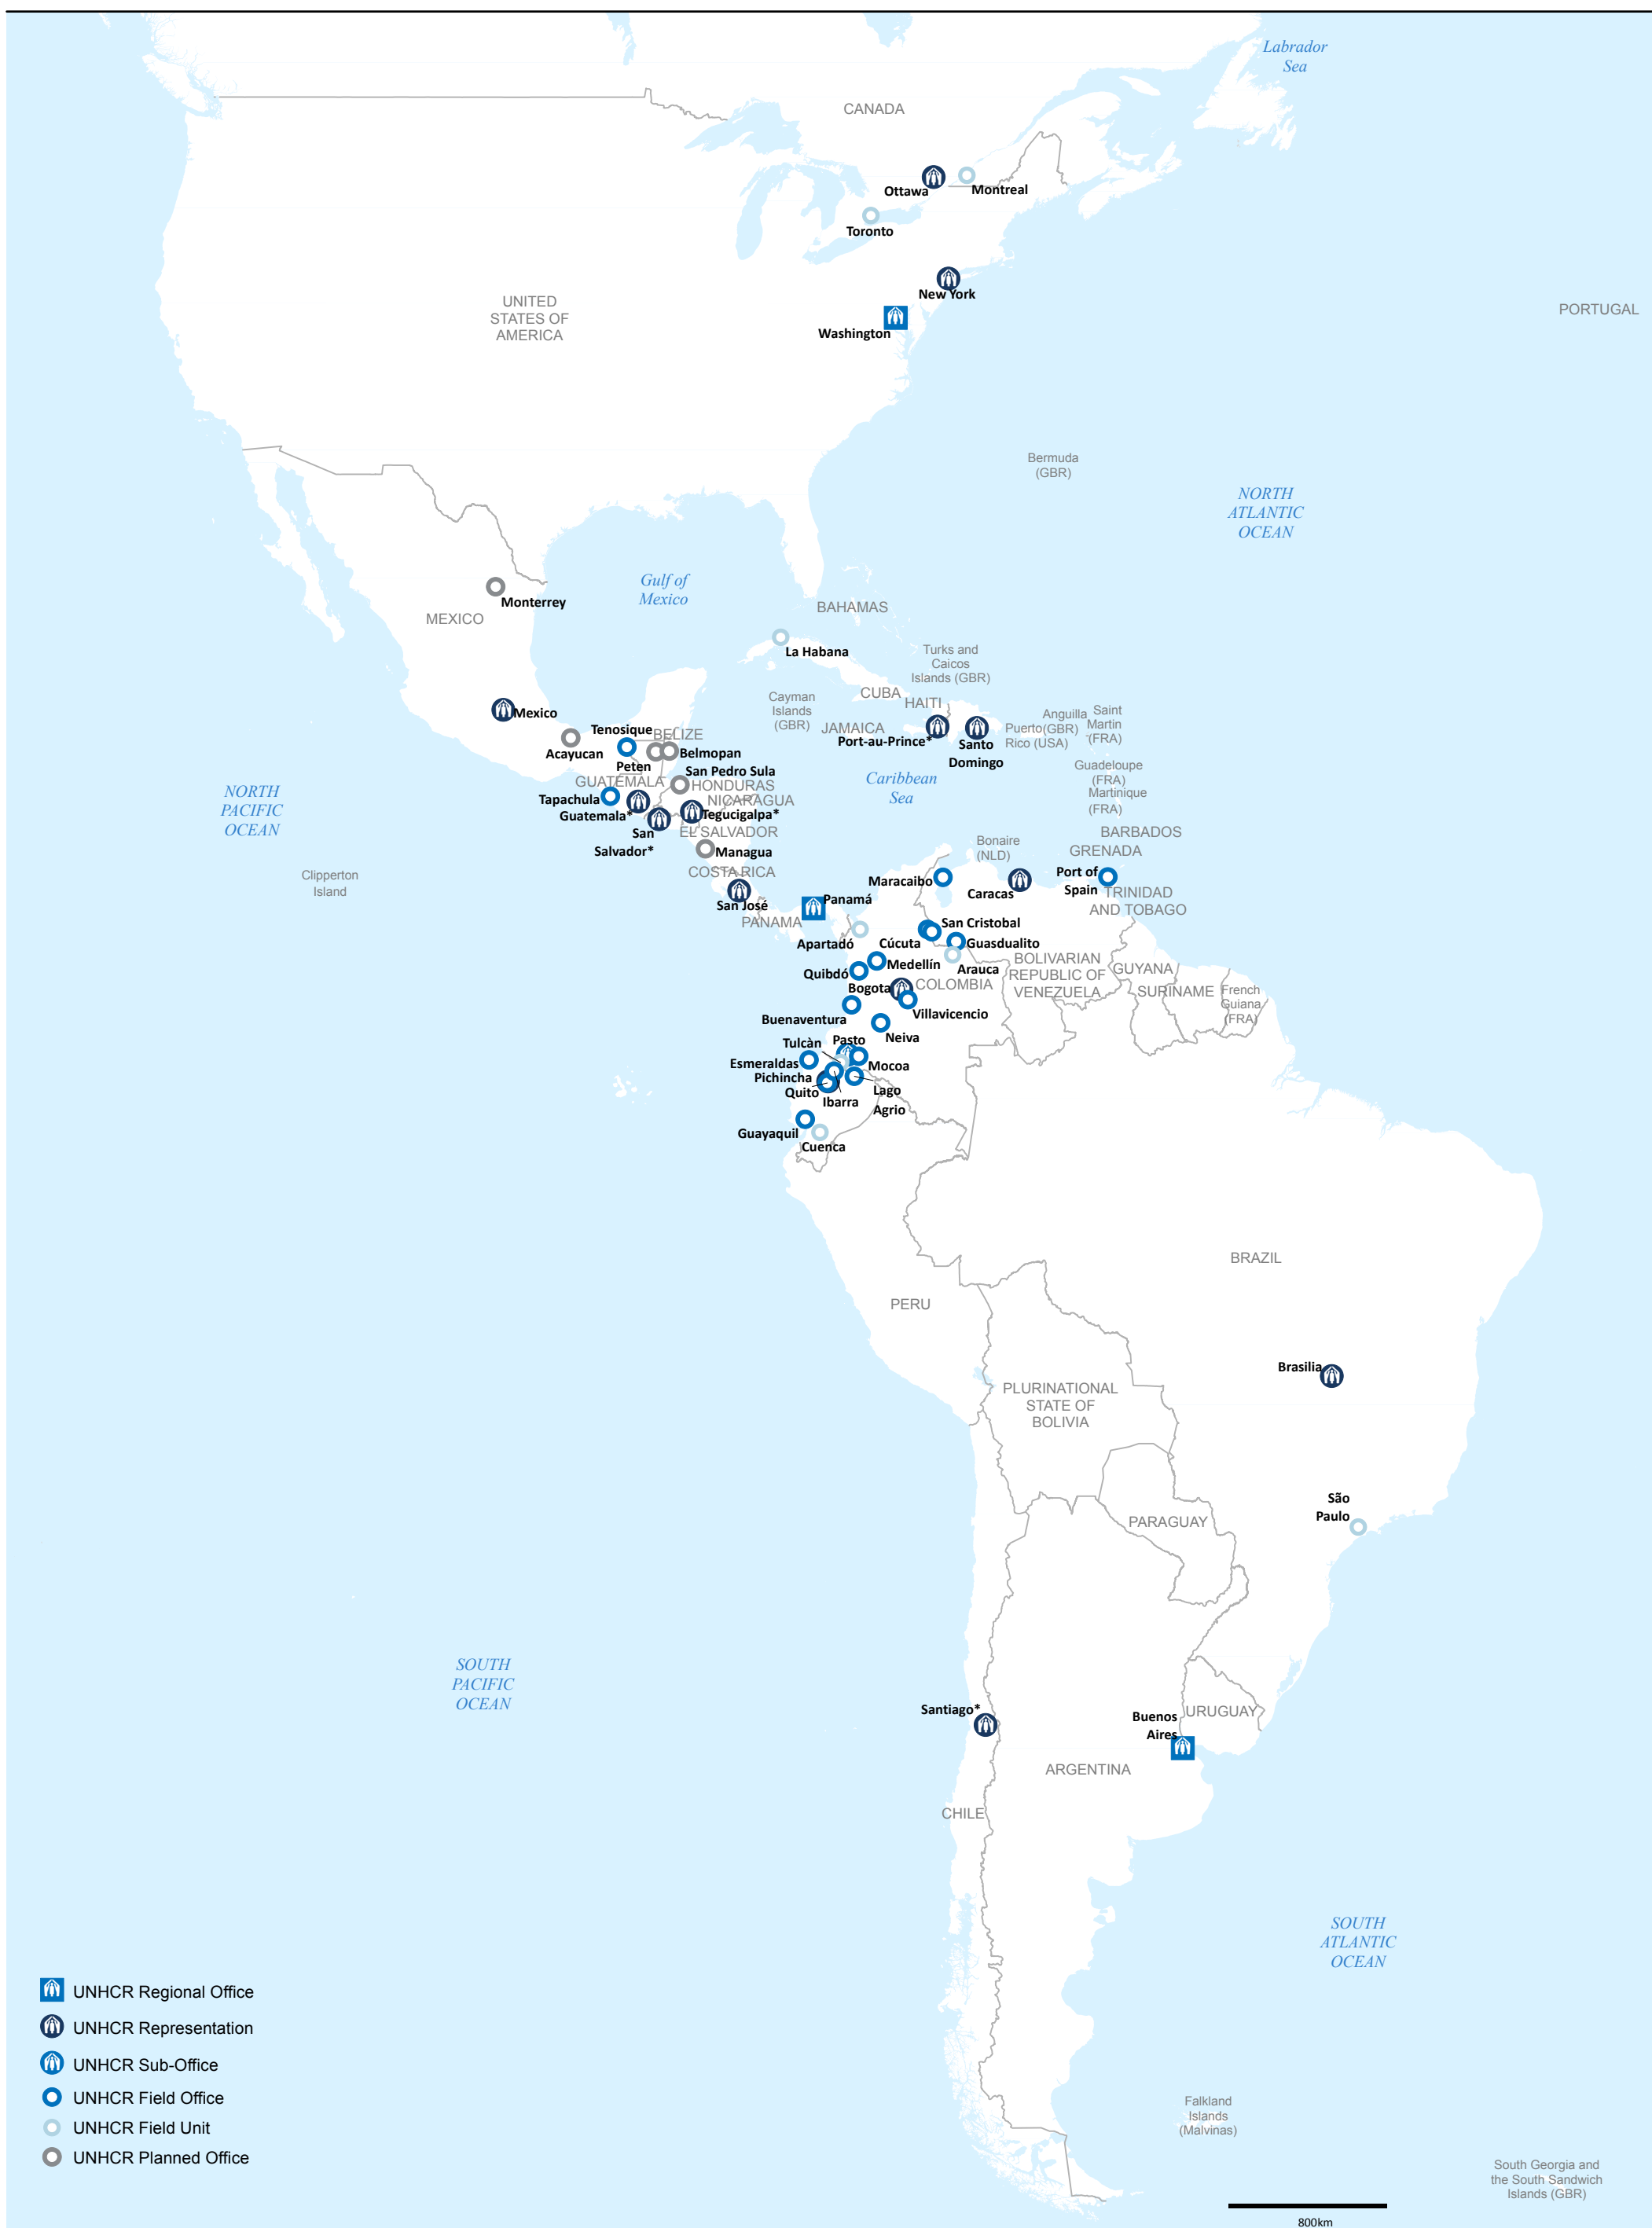 Labrador
Sea
CANADA
Ottawa
Montreal
Toronto
New York
Washington
UNITED
STATES OF
AMERICA
PORTUGAL
Bermuda
(GBR)
NORTH
ATLANTIC
OCEAN
Gulf of
Mexico
Monterrey
MEXICO
BAHAMAS
La Habana
Turks and
Caicos
Islands (GBR)
CUBA
Cayman
Islands
(GBR)
HAITI
JAMAICA
Port-au-Prince*
Santo
Domingo
Puerto
Rico (USA)
Anguilla
(GBR)
Saint
Martin
(FRA)
Guadeloupe
(FRA)
Martinique
(FRA)
Mexico
Acayucan
Tenosique
BELIZE
Belmopan
Peten
San Pedro Sula
GUATEMALA
HONDURAS
NICARAGUA
Tapachula
Guatemala*
Tegucigalpa*
San
Salvador*
EL SALVADOR
Managua
COSTA RICA
San José
Caribbean
Sea
NORTH
PACIFIC
OCEAN
Clipperton
Island
BARBADOS
GRENADA
Bonaire
(NLD)
Port of
Spain
TRINIDAD
AND TOBAGO
Maracaibo
Caracas
Panamá
PANAMA
San Cristobal
Apartadó
Cúcuta
Guasdualito
Arauca
Medellín
Quibdó
BOLIVARIAN
REPUBLIC OF
VENEZUELA
GUYANA
SURINAME
French
Guiana
(FRA)
Bogota
COLOMBIA
Villavicencio
Buenaventura
Neiva
Tulcàn
Pasto
Esmeraldas
Mocoa
Pichincha
Quito
Ibarra
Lago
Agrio
Guayaquil
Cuenca
BRAZIL
PERU
Brasilia
PLURINATIONAL
STATE OF
BOLIVIA
São
Paulo
PARAGUAY
SOUTH
PACIFIC
OCEAN
Santiago*
Buenos
Aires
URUGUAY
ARGENTINA
CHILE
SOUTH
ATLANTIC
OCEAN
UNHCR Regional Office
UNHCR Representation
UNHCR Sub-Office
UNHCR Field Office
UNHCR Field Unit
UNHCR Planned Office
Falkland
Islands
(Malvinas)
South Georgia and
the South Sandwich
Islands (GBR)
800km